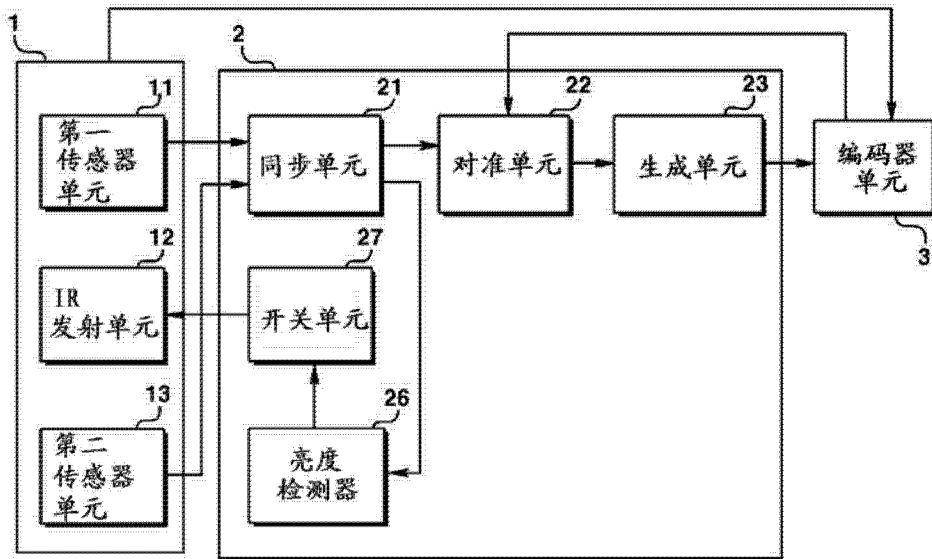 1
2
11
第一
传感器
单元
21
同步单元
22
对准单元
23
生成单元
编码器
单元
3
12
IR
发射单元
27
开关单元
13
第二
传感器
单元
26
亮度
检测器